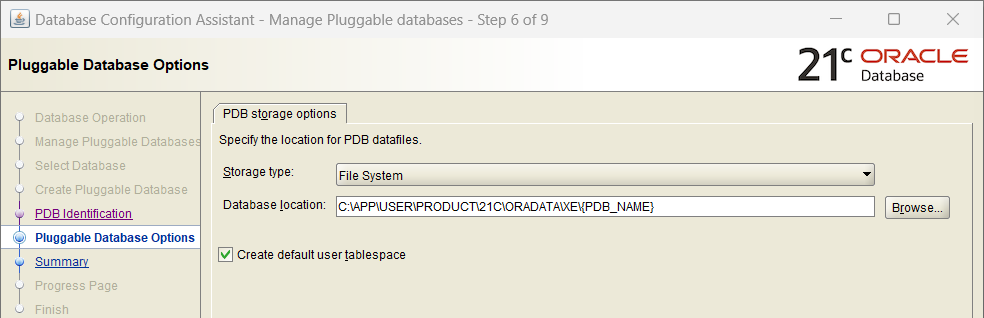 Database Configuration Assistant - Manage Pluggable databases - Step 6 of 9
Pluggable Database Options
21c ORACLE
Database
Database Operation
Manage Pluggable Databases
Select Database
Create Pluggable Database
PDB Identification
Pluggable Database Options
Summary
Progress Page
Finish
PDB storage options
Specify the location for PDB datafiles.
Storage type: File System
Database location: C:\APP\USER\PRODUCT\21C\ORADATA\XE\{PDB_NAME} Browse...
Create default user tablespace